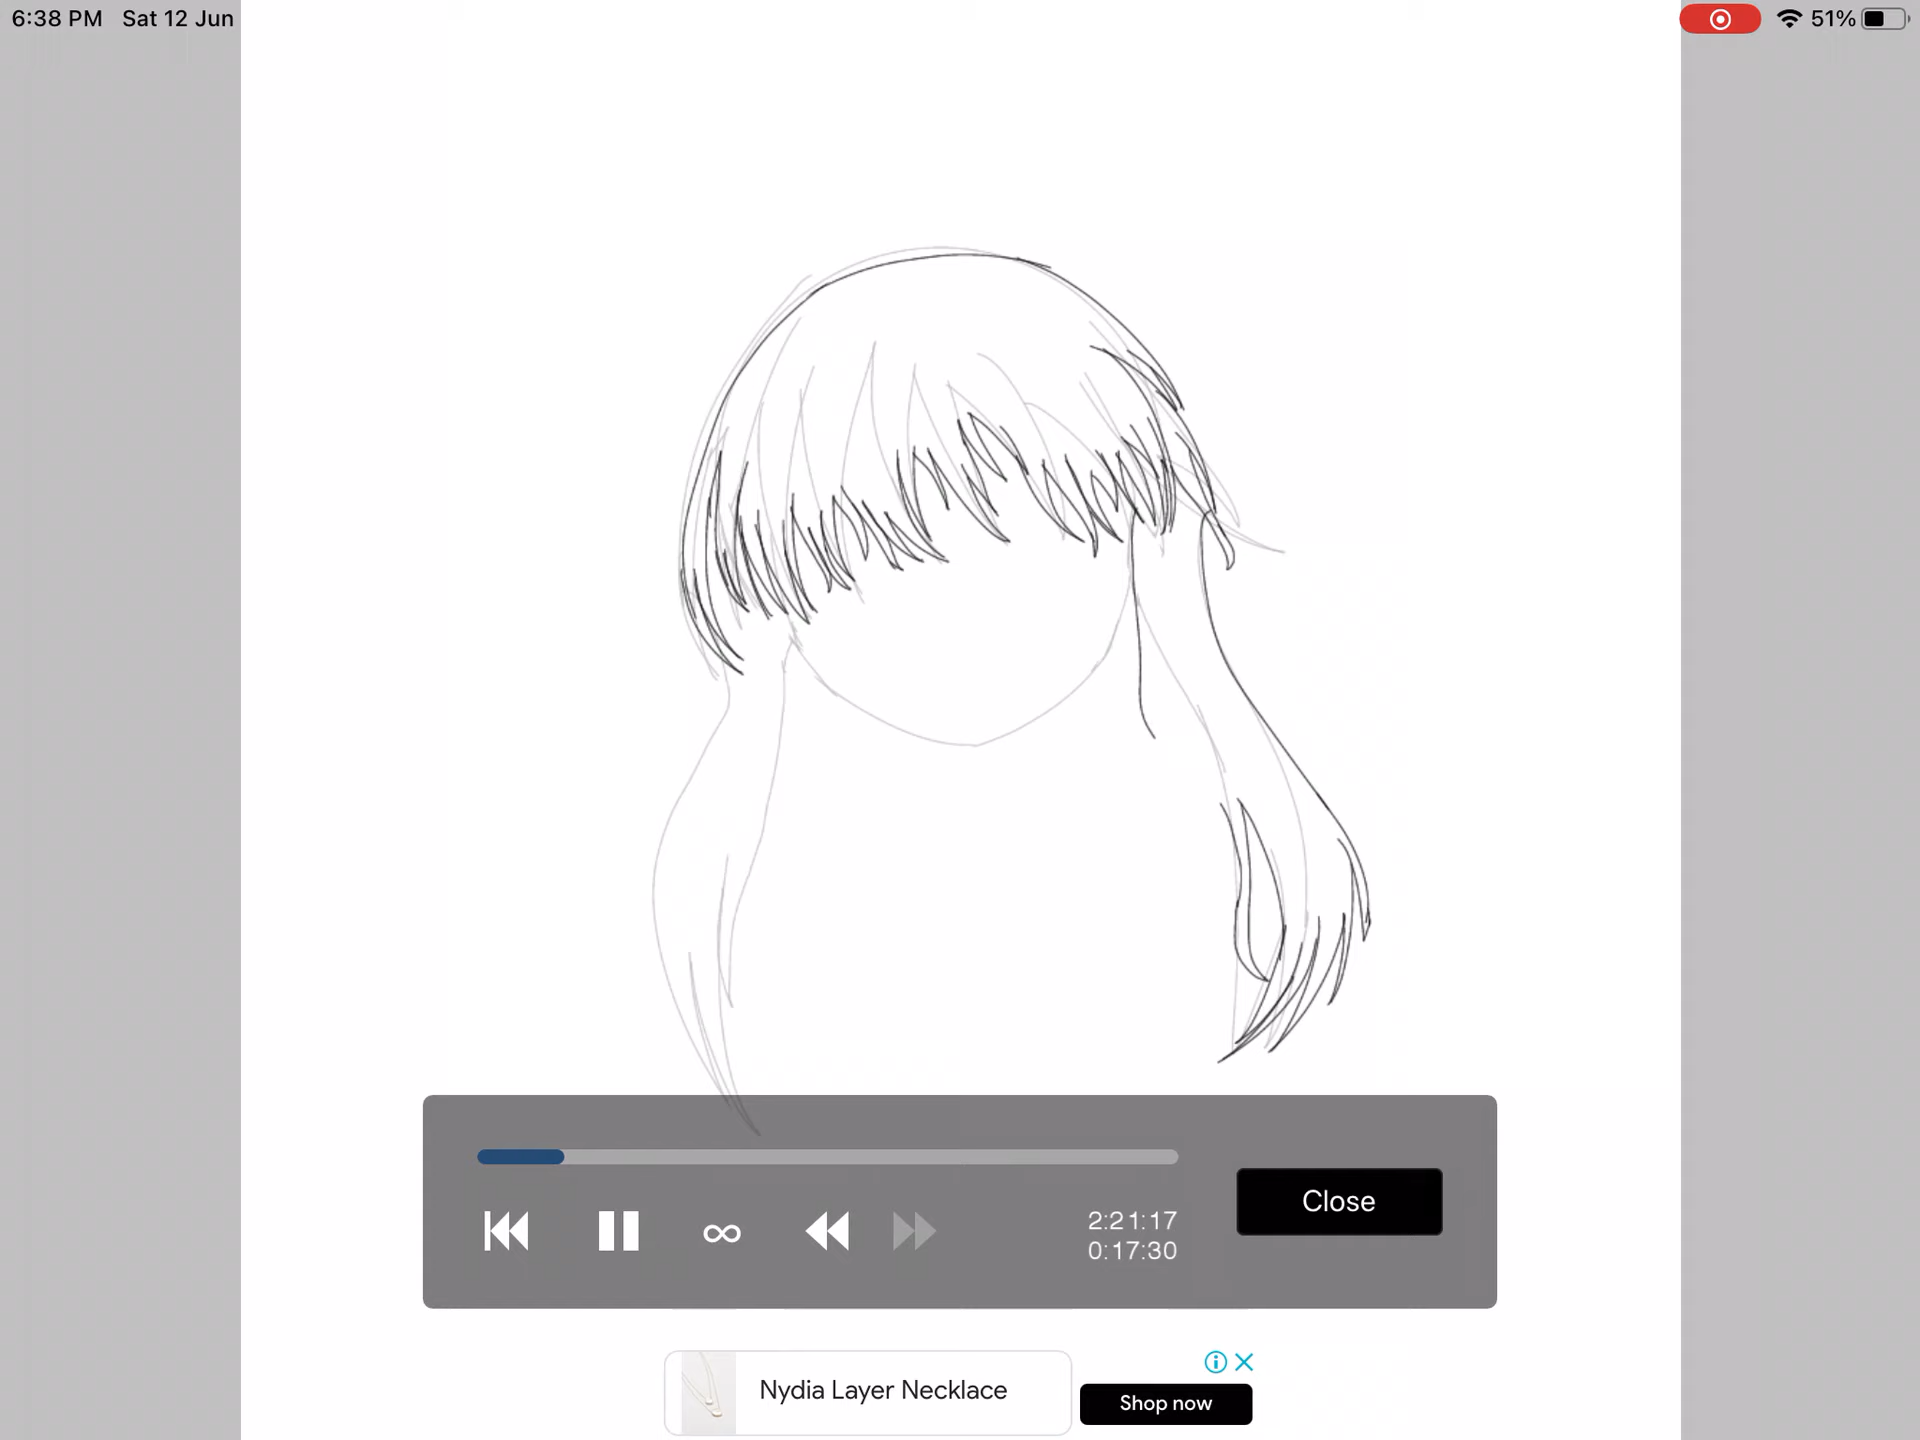 6:38 PM Sat 12 Jun
51%
2:21:17
0:17:30
Close
Nydia Layer Necklace
Shop now